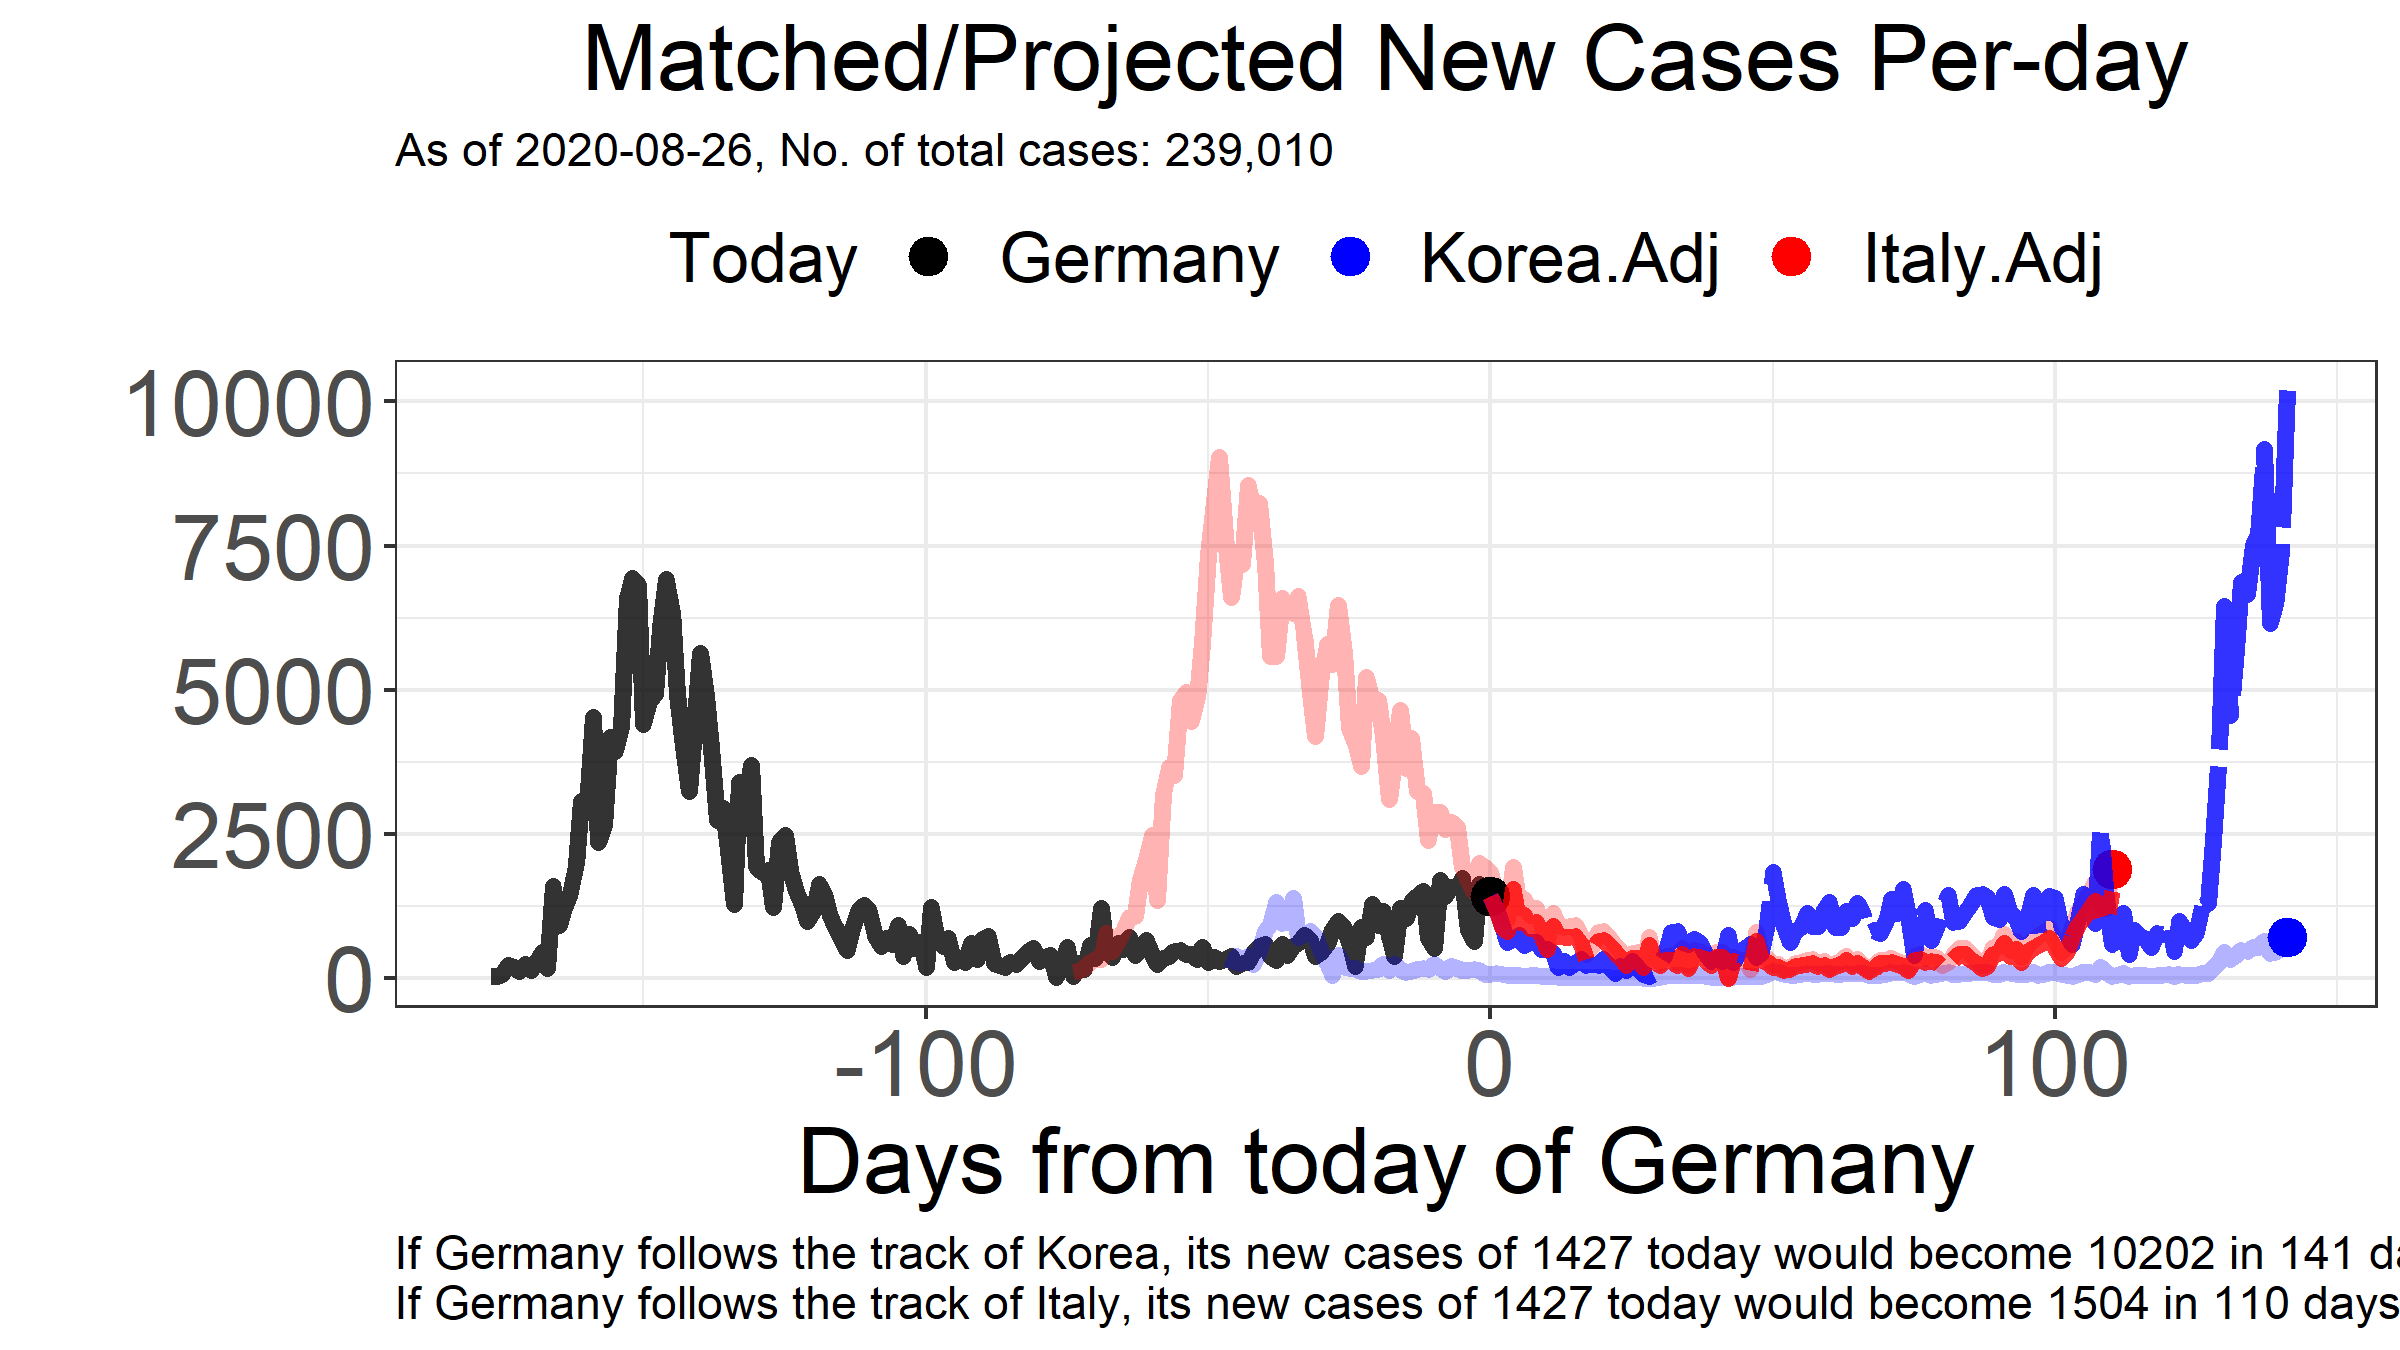 Matched/Projected New Cases Per-day
As of 2020-08-26, No. of total cases: 239,010
Today Germany Korea.Adj Italy.Adj
10000
7500
5000
2500
0
-100 0 100
Days from today of Germany
If Germany follows the track of Korea, its new cases of 1427 today would become 10202 in 141
If Germany follows the track of Italy, its new cases of 1427 today would become 1504 in 110 days